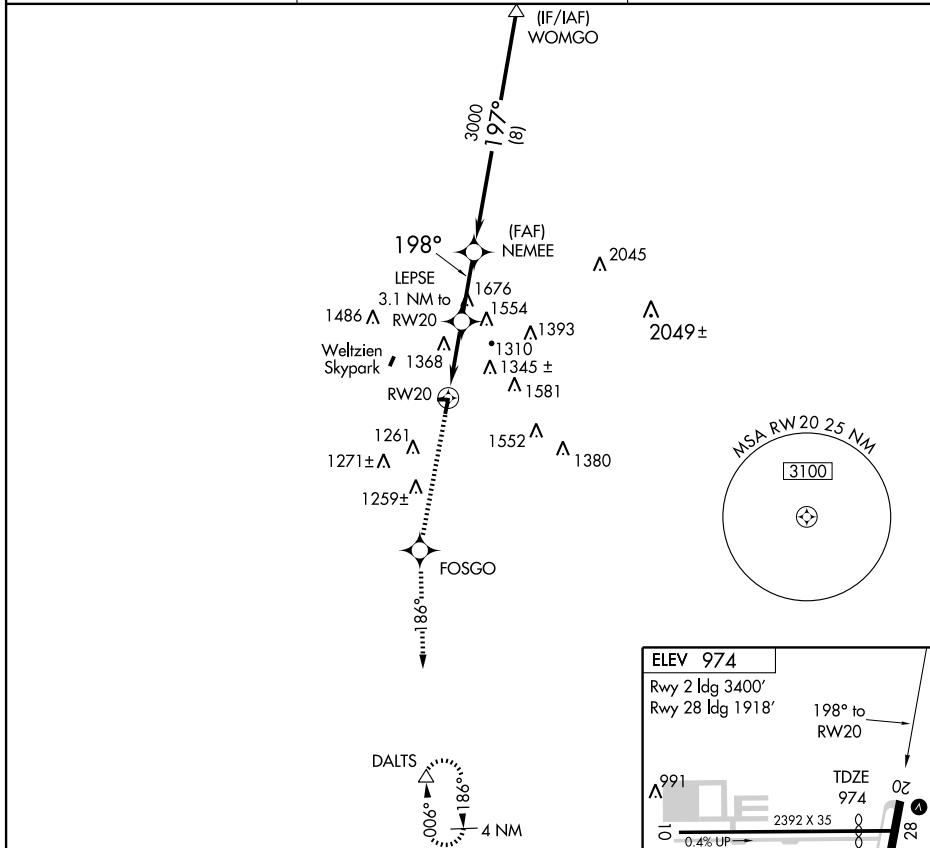 (IF/IAF)
WOMGO
3000
197°
(8)
(FAF)
NEMEE
198°
2045
LEPSE
3.1 NM to
RW20
1676
1554
1486
1393
2049±
Weltzien
Skypark
1368
1310
1345 ±
1581
RW20
1261
1552
1380
1271±
1259±
MSA RW20 25 NM
3100
FOSGO
186°
ELEV 974
Rwy 2 ldg 3400'
Rwy 28 ldg 1918'
198° to
RW20
DALTS
006°
186°
4 NM
991
TDZE
974
20
V
10
2392 X 35
28
0.4% UP